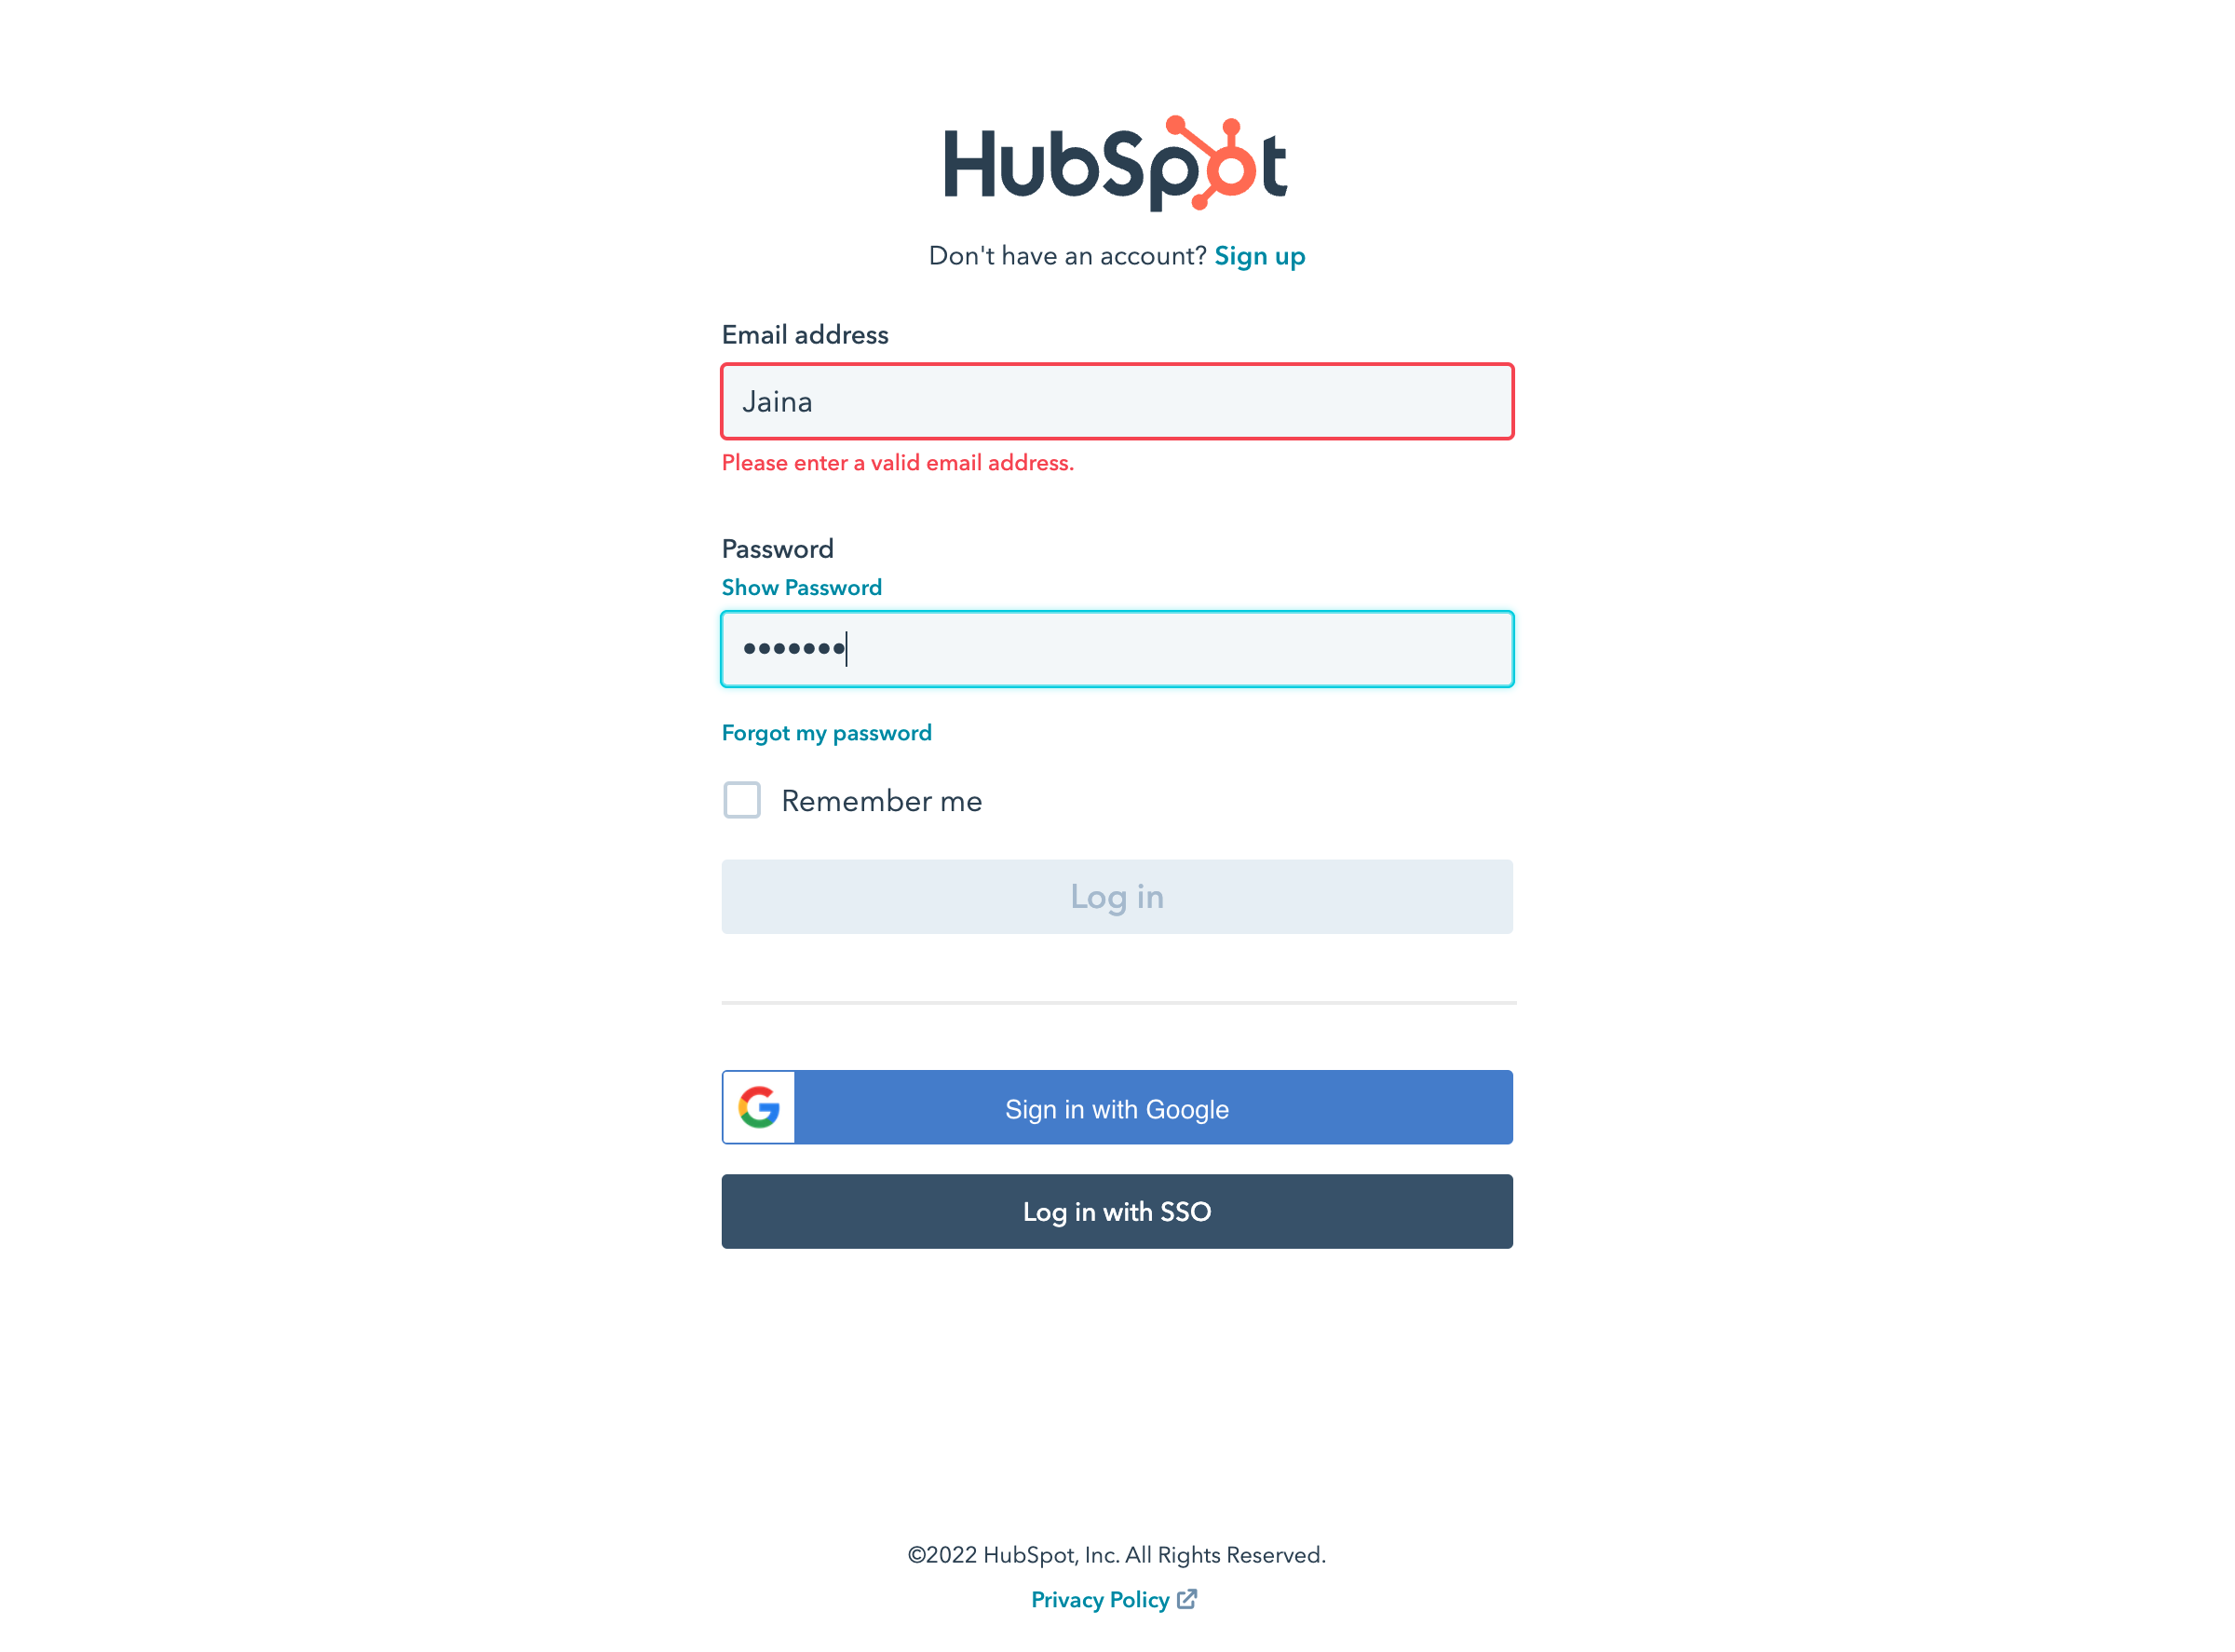 HubSpot
Don't have an account? Sign up
Email address
Jaina
Please enter a valid email address.
Password
Show Password
•••••••
Forgot my password
Remember me
Log in
Sign in with Google
Log in with SSO
©2022 HubSpot, Inc. All Rights Reserved.
Privacy Policy